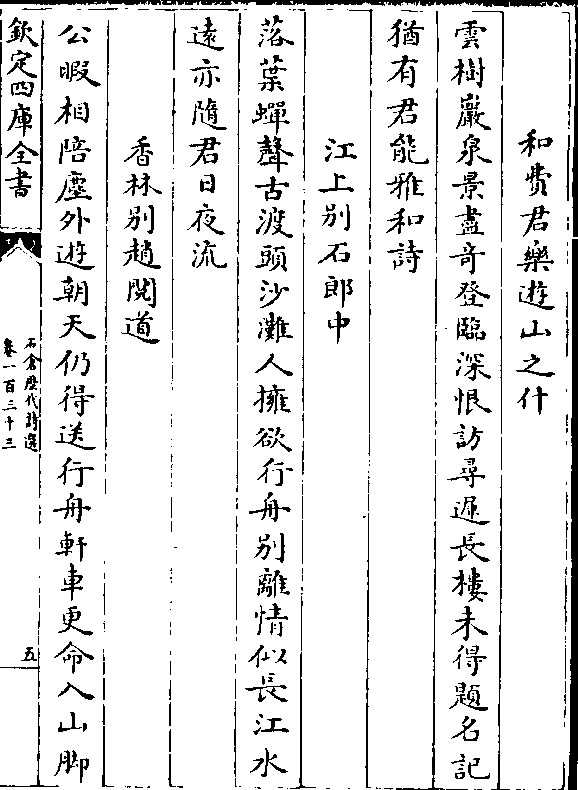 和費君樂遊山之什
雲樹巖泉景盡竒登臨深恨訪尋遲長樓未得題名記
猶有君能雅和詩
江上别石郎中
落葉蟬聲古渡頭沙灘人擁欲行舟别離情似長江水
逺亦隨君日夜流
香林别趙閱道
公暇相陪塵外遊朝天仍得送行舟軒車更命入山脚
欽定四庫全書
石倉歴代詩選
卷一百三十三
五